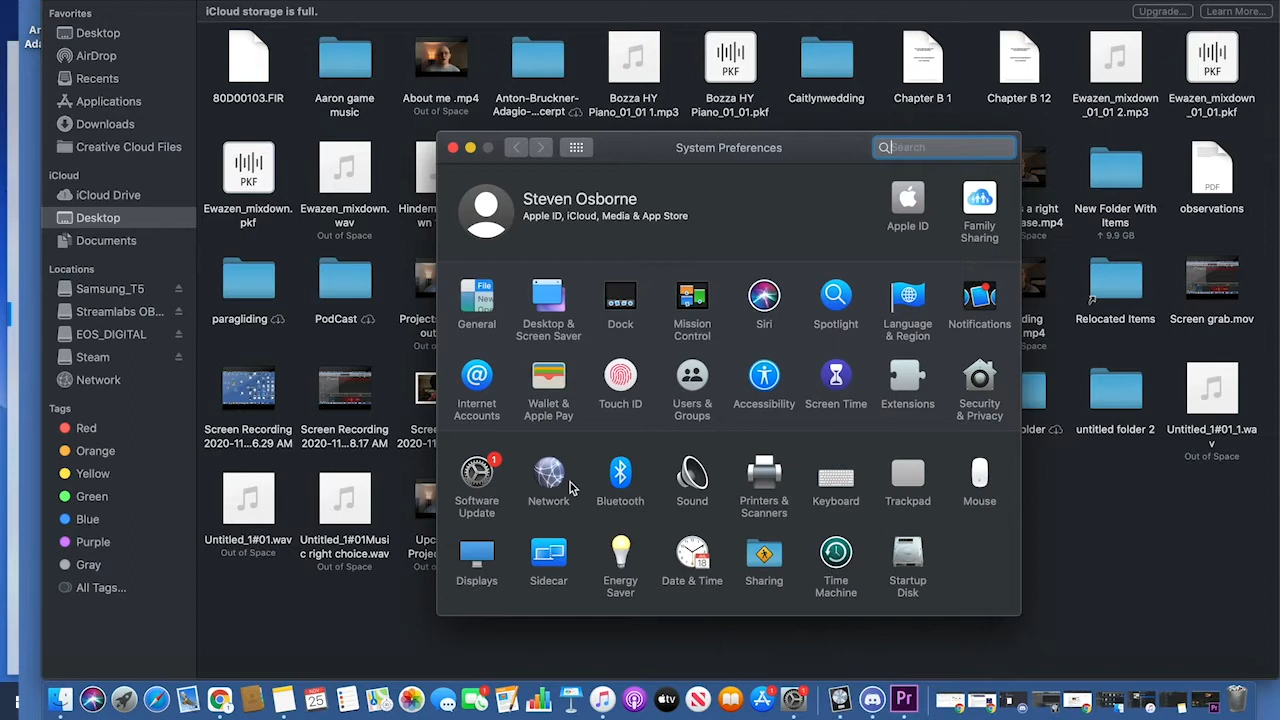 Favorites
Desktop
AirDrop
Recents
Applications
Downloads
Creative Cloud Files
iCloud
iCloud Drive
Desktop
Documents
Locations
Samsung_T5
Streamlabs OB...
EOS_DIGITAL
Steam
Network
Tags
Red
Orange
Yellow
Green
Blue
Purple
Gray
All Tags...
iCloud storage is full.
Upgrade...
Learn More...
80D00103.FIR
Aaron game
music
About me .mp4
Out of Space
Anton-Bruckner-
Adagio-...cerpt
Bozza HY
Piano_01_01 1.mp3
PKF
Bozza HY
Piano_01_01.pkf
Caitlynwedding
Chapter B 1
Chapter B 12
Ewazen_mixdown
_01_01 2.mp3
PKF
Ewazen_mixdown
_01_01.pkf
PKF
Ewazen_mixdown.
pkf
Ewazen_mixdown.
wav
Out of Space
New Folder With
Items
↑ 9.9 GB
PDF
observations
paragliding
PodCast
Relocated Items
Screen grab.mov
Screen Recording
2020-11...6.29 AM
Screen Recording
2020-11...8.17 AM
untitled folder 2
Untitled_1#01_1.wa
v
Out of Space
Untitled_1#01.wav
Out of Space
Untitled_1#01Musi
c right choice.wav
Out of Space
System Preferences
Search
Steven Osborne
Apple ID, iCloud, Media & App Store
Apple ID
Family
Sharing
General
Desktop &
Screen Saver
Dock
Mission
Control
Siri
Spotlight
Language
& Region
Notifications
Internet
Accounts
Wallet &
Apple Pay
Touch ID
Users &
Groups
Accessibility
Screen Time
Extensions
Security
& Privacy
1
Software
Update
Network
Bluetooth
Sound
Printers &
Scanners
Keyboard
Trackpad
Mouse
Displays
Sidecar
Energy
Saver
18
Date & Time
Sharing
Time
Machine
Startup
Disk
NOV
25
tv
Pr